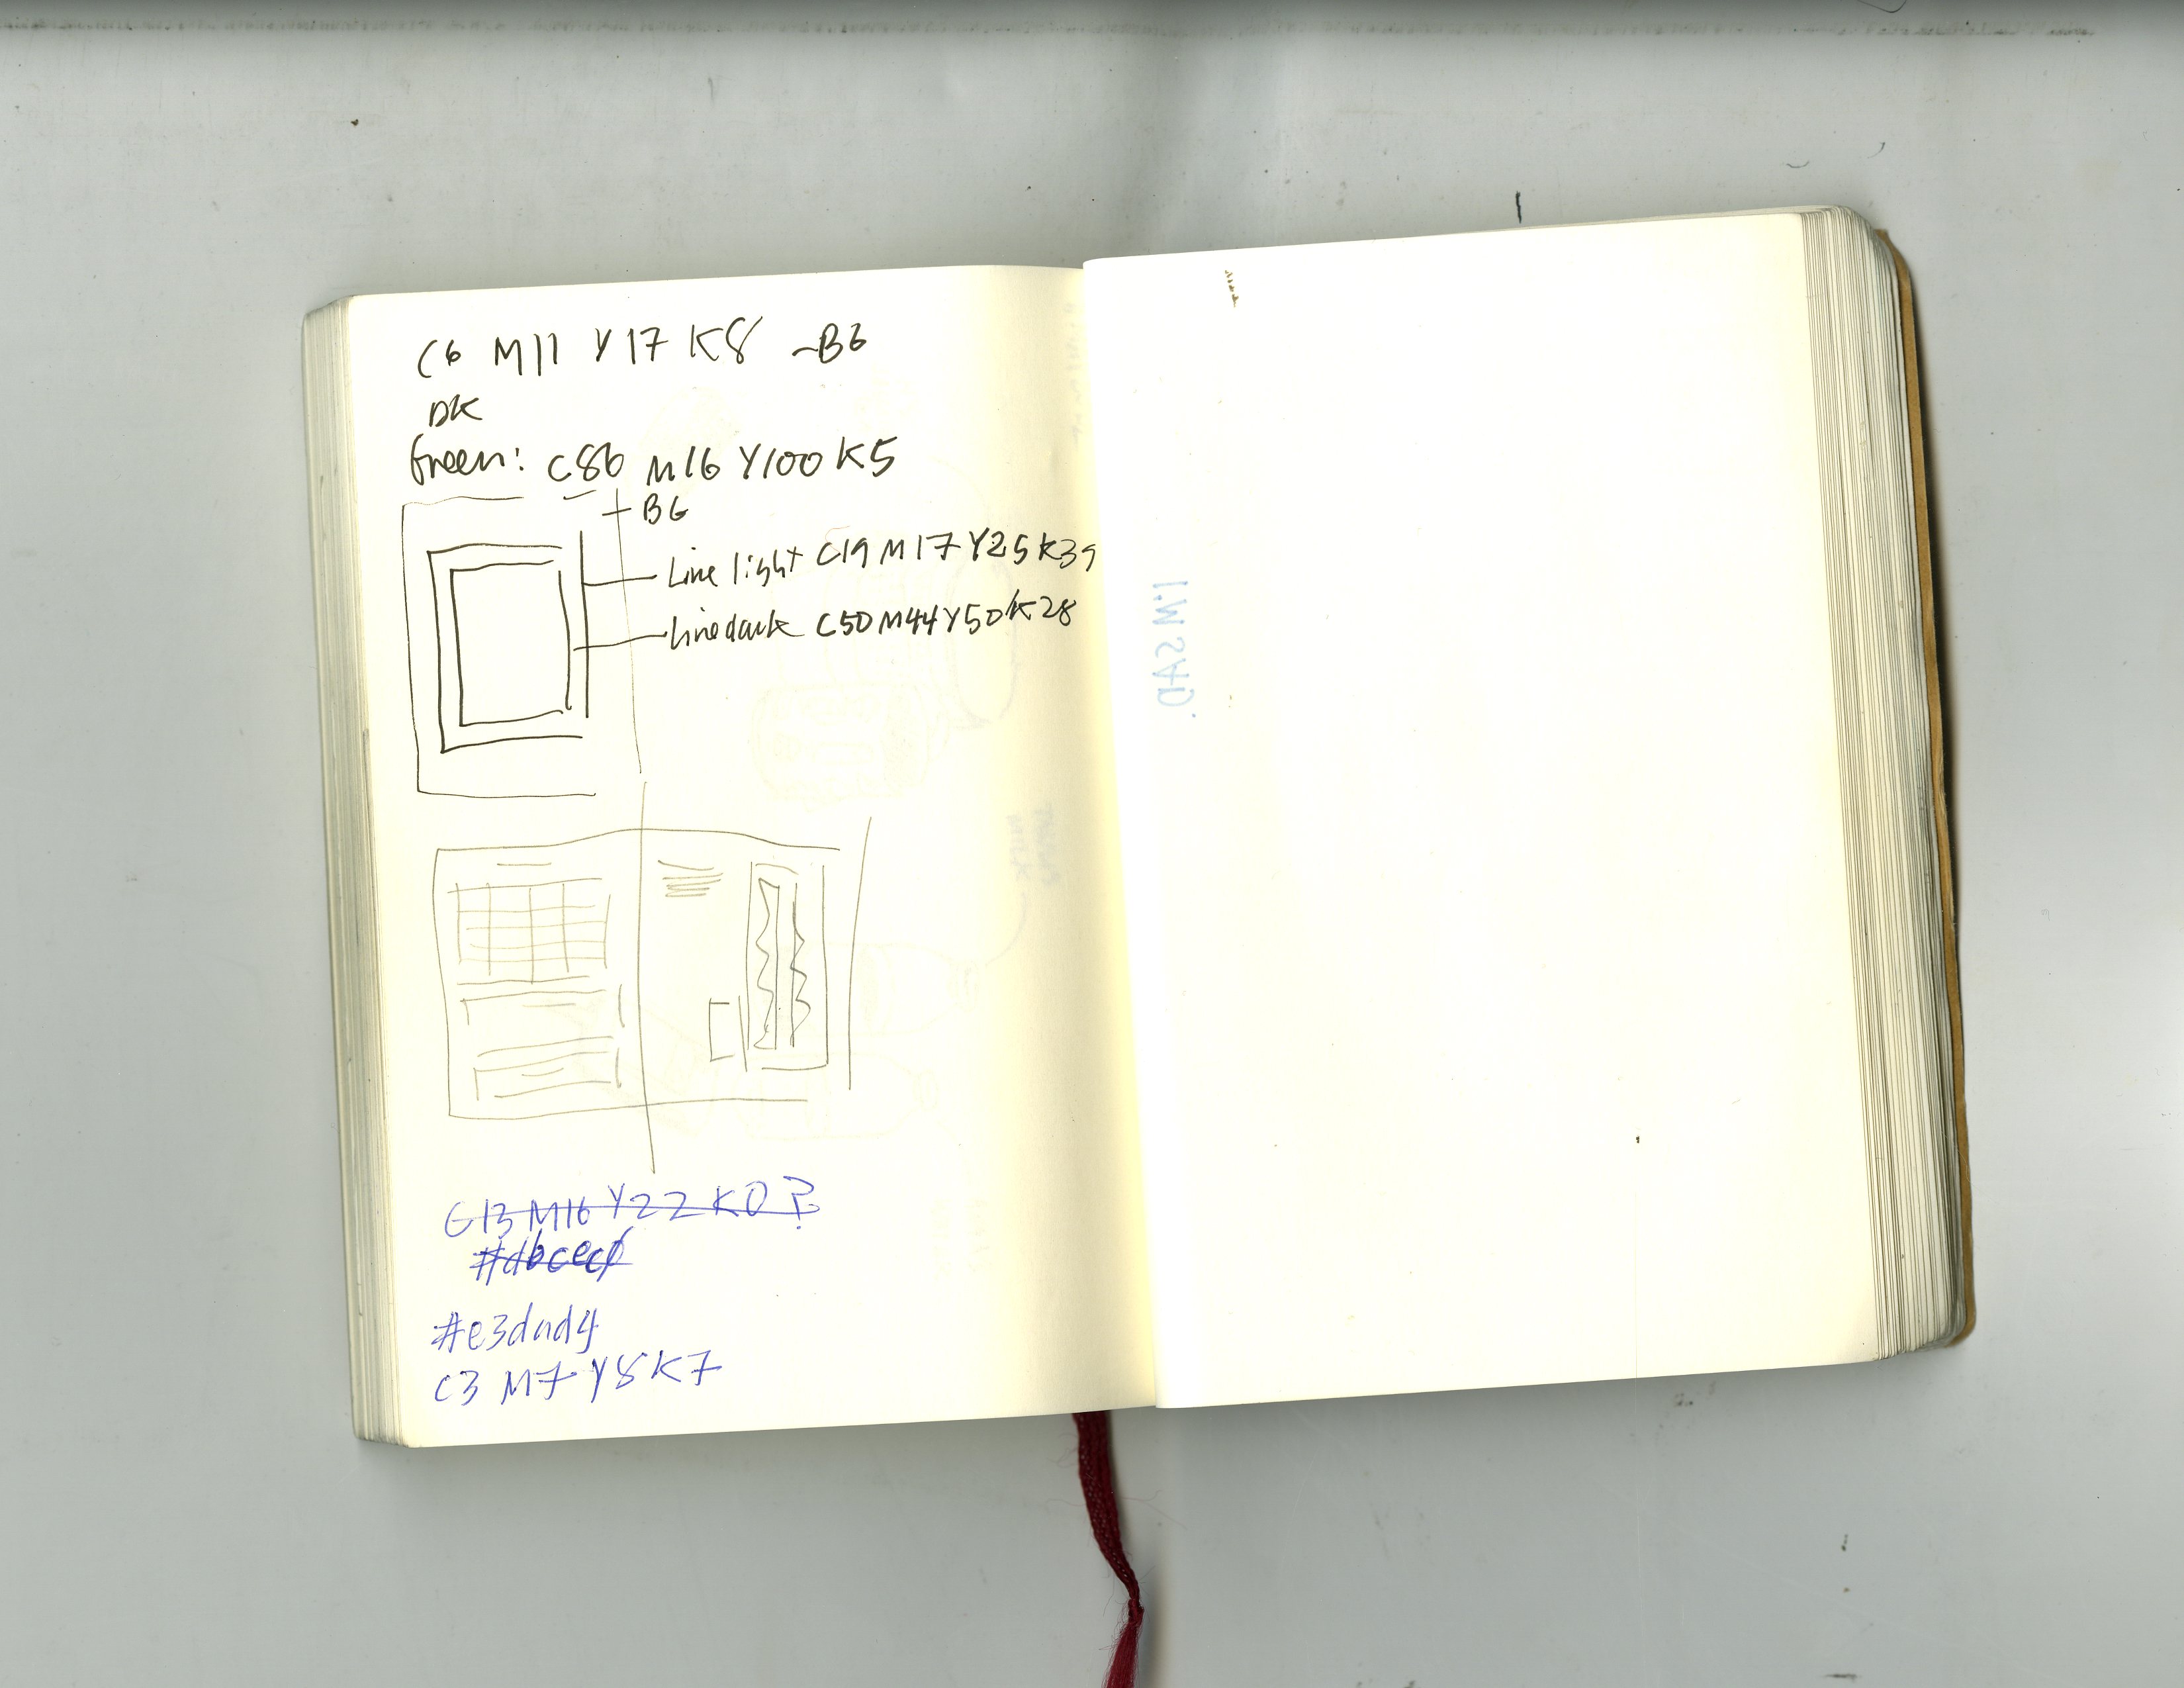 C6 M11 Y17 K8 ~BG
DK
Green: C86 M16 Y100 K5
BG
Line light C19 M17 Y25 K39
Line dark C50 M44 Y50 K28
C13 M16 Y22 K0 ?
#dbcecf
#e3dad4
C3 M7 Y8 K7
I'M SAD.